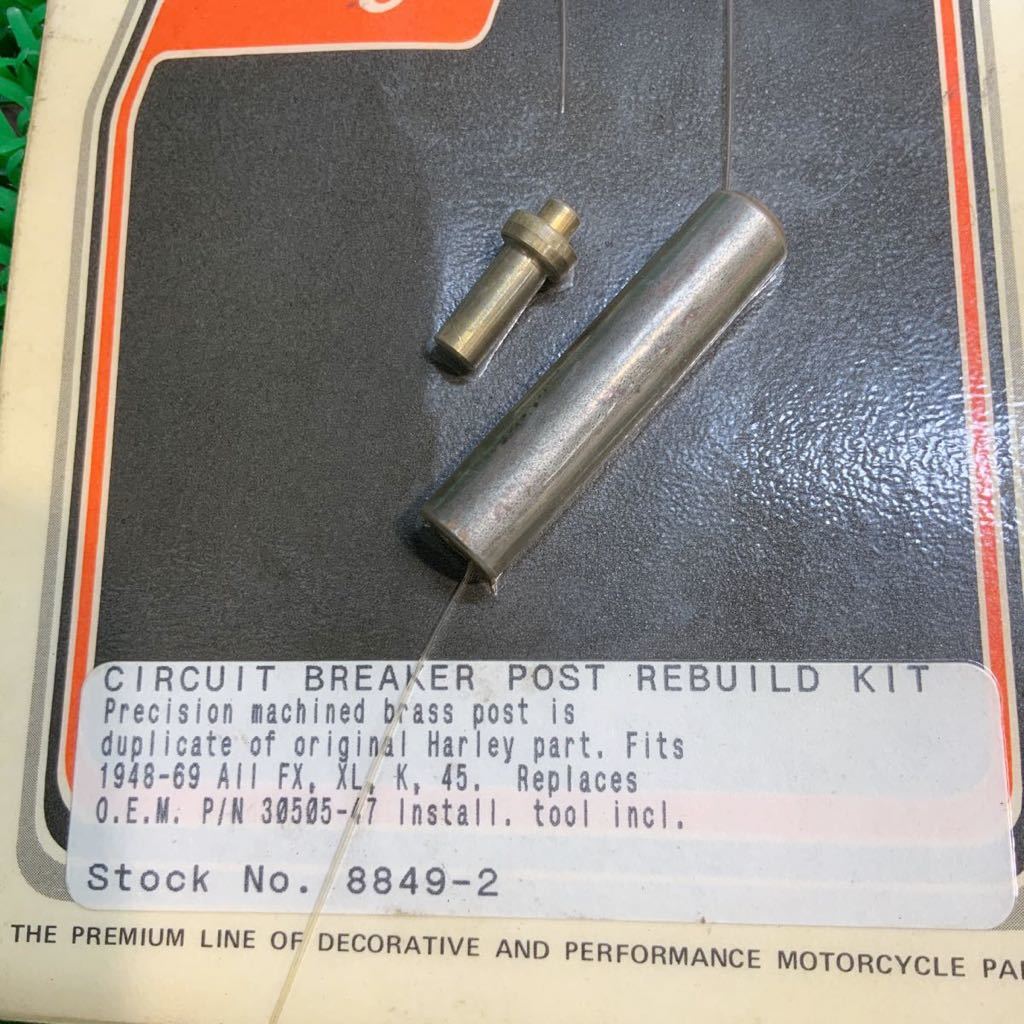 CIRCUIT BREAKER POST REBUILD KIT
Precision machined brass post is
duplicate of original Harley part. Fits
1948-69 All FX, XL, K, 45. Replaces
O.E.M. P/N 30505-47 Install. tool incl.
Stock No. 8849-2
THE PREMIUM LINE OF DECORATIVE AND PERFORMANCE MOTORCYCLE PA